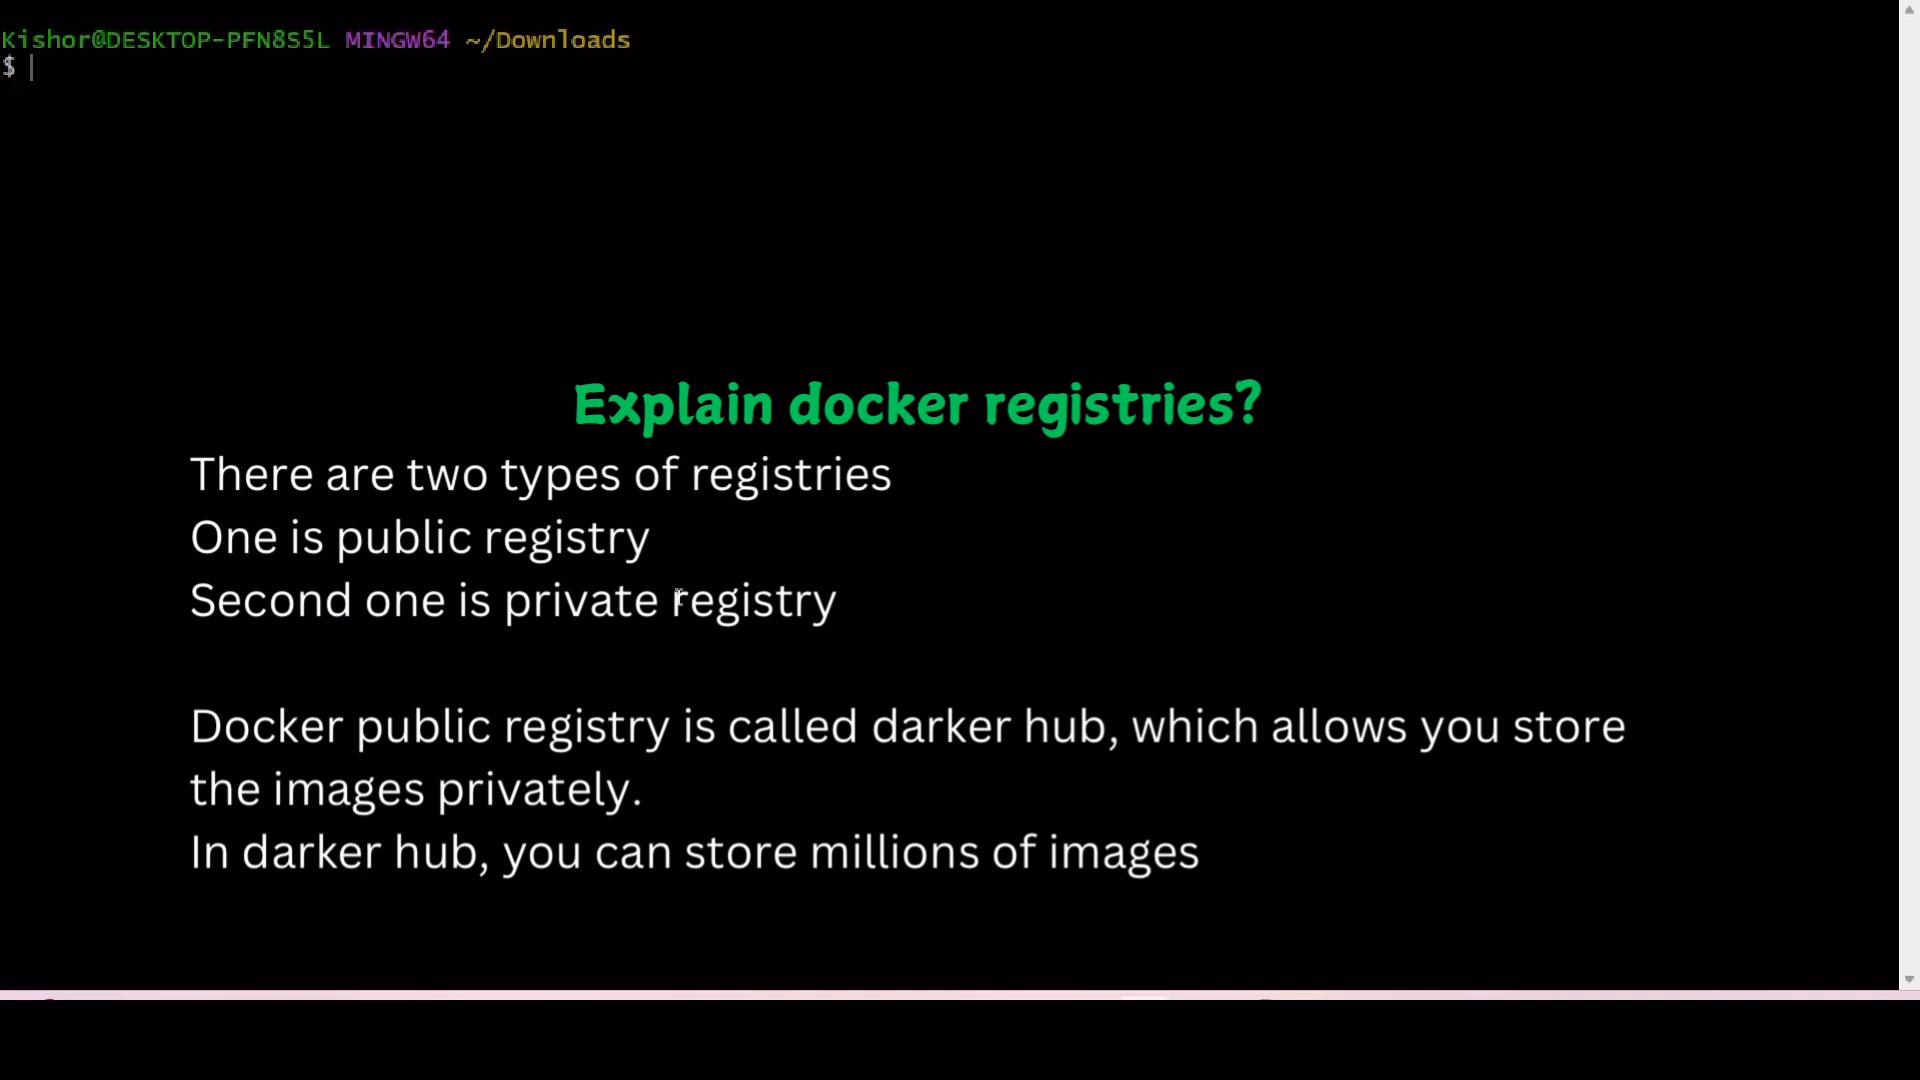 Kishor@DESKTOP-PFN8S5L MINGW64 ~/Downloads
$
Explain docker registries?
There are two types of registries
One is public registry
Second one is private registry
Docker public registry is called darker hub, which allows you store
the images privately.
In darker hub, you can store millions of images